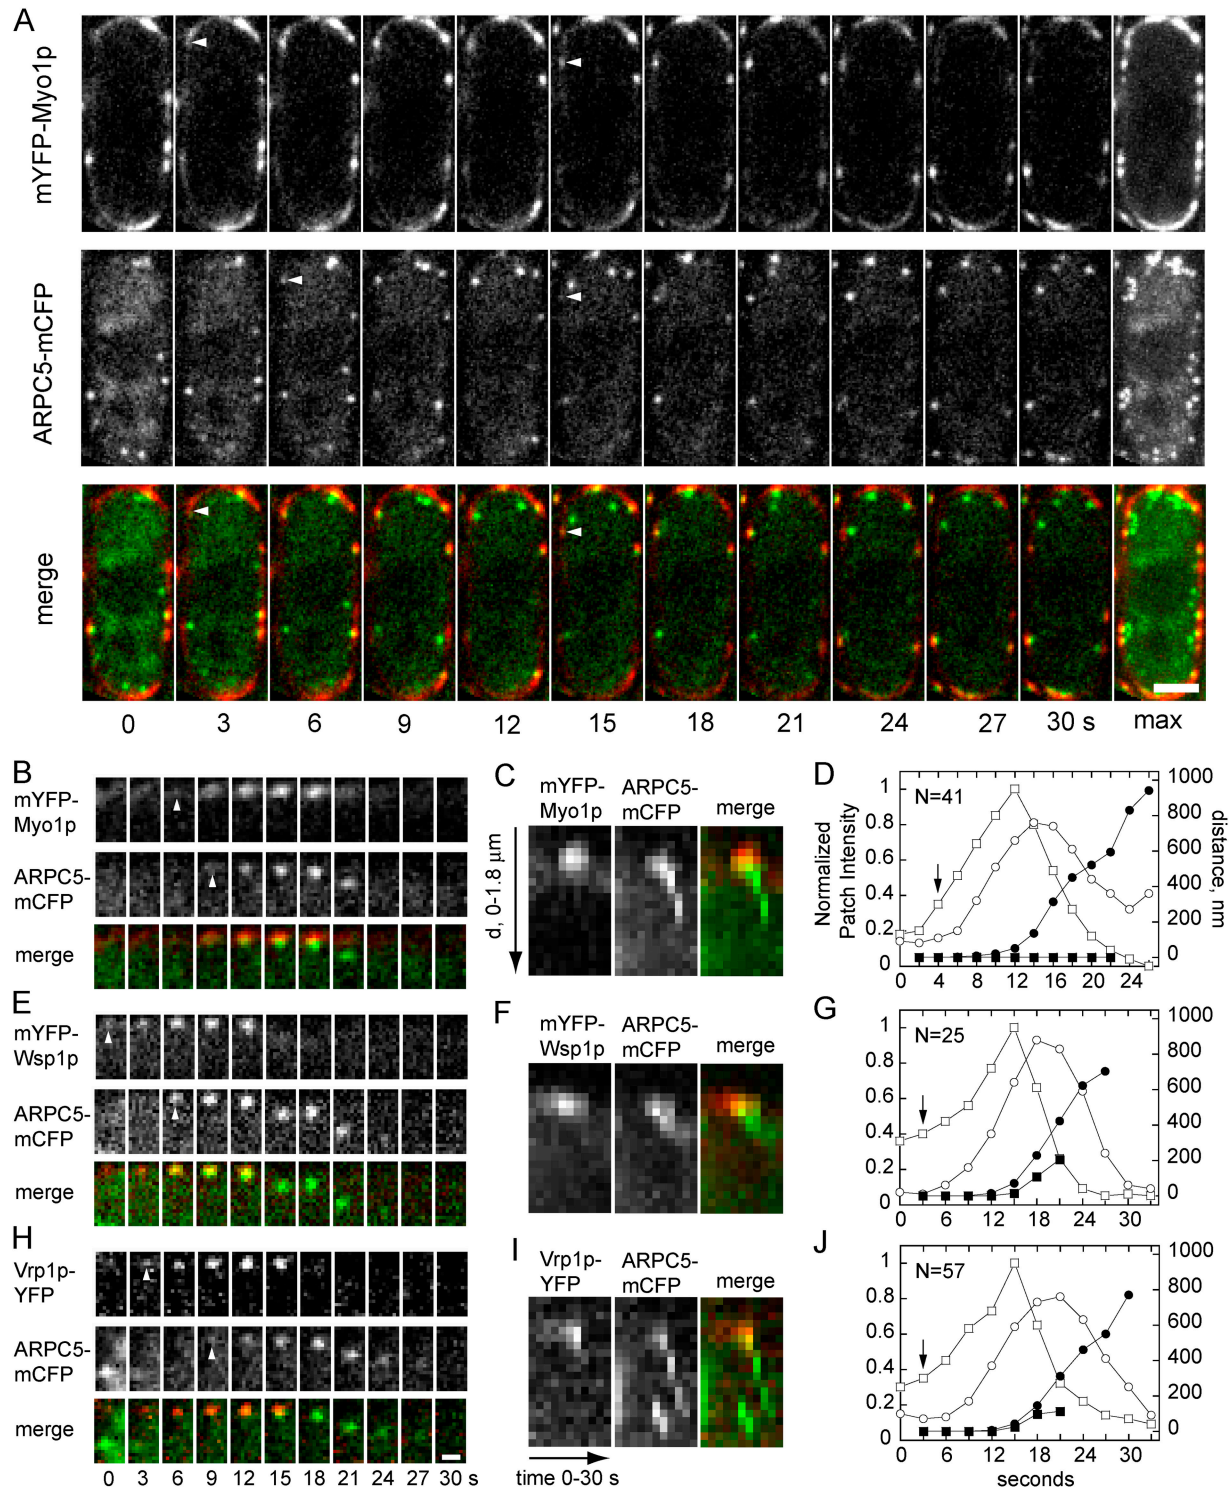 A
mYFP-Myo1p
ARPC5-mCFP
merge
0 3 6 9 12 15 18 21 24 27 30 s max
B
mYFP-
Myo1p
ARPC5-
mCFP
merge
C
mYFP-
Myo1p
ARPC5-
mCFP
merge
d, 0-1.8 µm
D
N=41
Normalized
Patch Intensity
1
0.8
0.6
0.4
0.2
0
1000
800
600
400
200
0
distance, nm
0 4 8 12 16 20 24
E
mYFP-
Wsp1p
ARPC5-
mCFP
merge
F
mYFP-
Wsp1p
ARPC5-
mCFP
merge
G
N=25
1
0.8
0.6
0.4
0.2
0
1000
800
600
400
200
0
0 6 12 18 24 30
H
Vrp1p-
YFP
ARPC5-
mCFP
merge
0 3 6 9 12 15 18 21 24 27 30 s
I
Vrp1p-
YFP
ARPC5-
mCFP
merge
time 0-30 s
J
N=57
1
0.8
0.6
0.4
0.2
0
1000
800
600
400
200
0
0 6 12 18 24 30
seconds